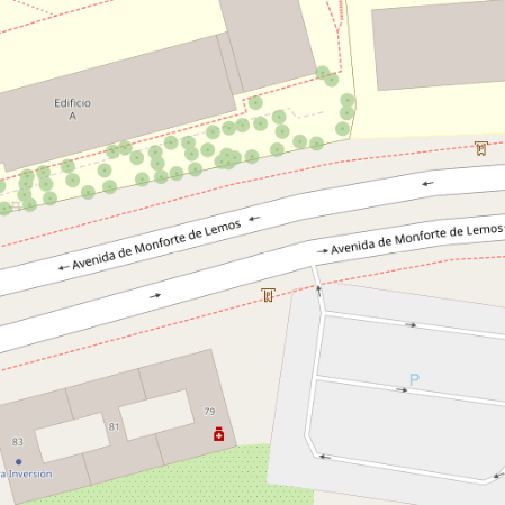 Edificio
A
Avenida de Monforte de Lemos
Avenida de Monforte de Lemos
P
79
81
83
a Inversión